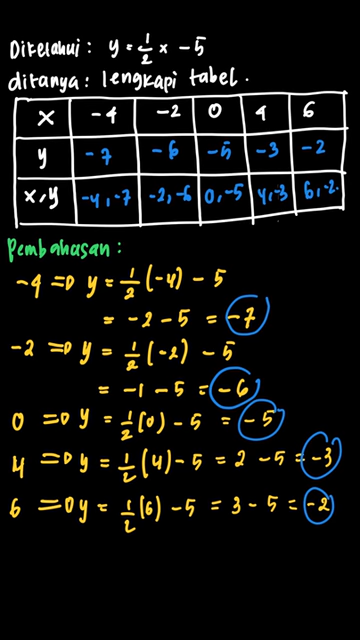 Diketahui : y = 1/2 x - 5
ditanya : lengkapi tabel.
x -4 -2 0 4 6
y -7 -6 -5 -3 -2
x,y -4,-7 -2,-6 0,-5 4,-3 6,-2.
Pembahasan :
-4 => y = 1/2 (-4) - 5
= -2 - 5 = -7
-2 => y = 1/2 (-2) - 5
= -1 - 5 = -6
0 => y = 1/2 (0) - 5 = -5
4 => y = 1/2 (4) - 5 = 2 - 5 = -3
6 => y = 1/2 (6) - 5 = 3 - 5 = -2